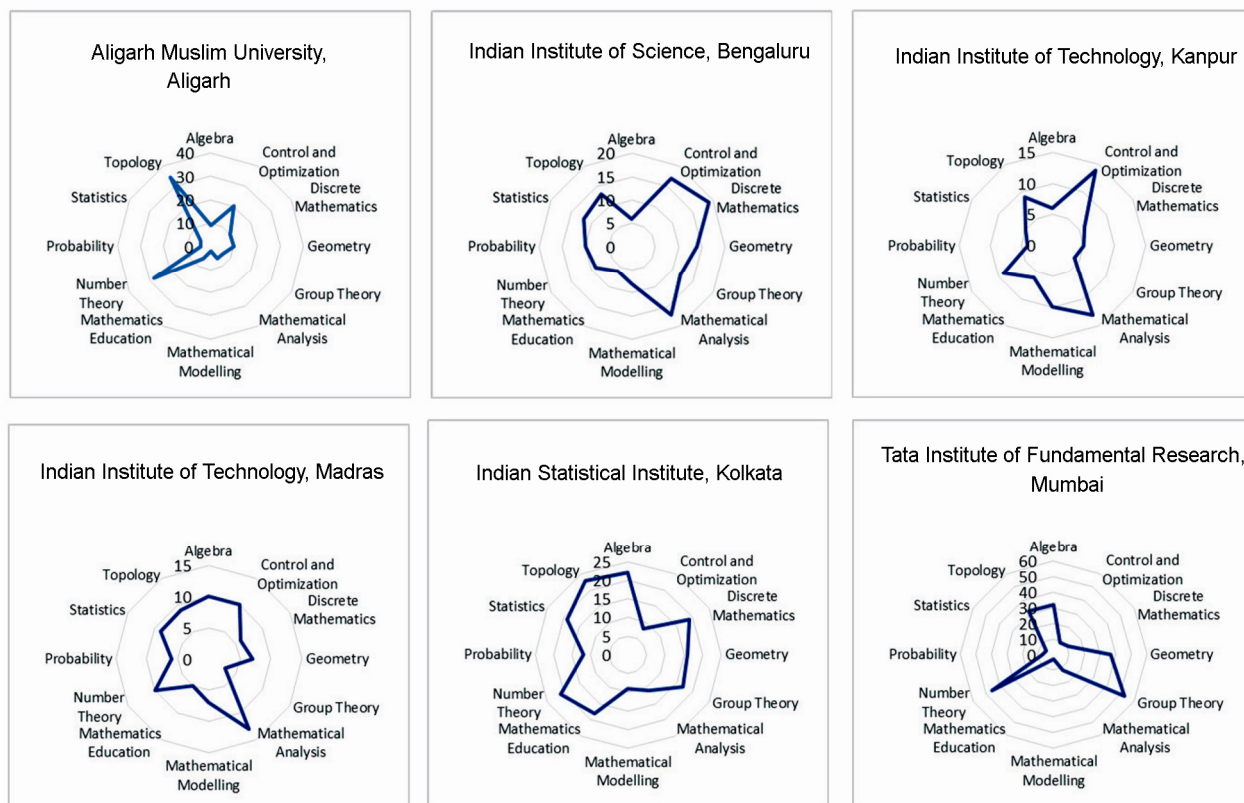 Aligarh Muslim University,
Aligarh
Algebra
40
30
20
10
0
Control and
Optimization
Discrete
Mathematics
Geometry
Group Theory
Mathematical
Analysis
Mathematical
Modelling
Mathematics
Education
Number
Theory
Probability
Statistics
Topology
Indian Institute of Science, Bengaluru
Algebra
20
15
10
5
0
Control and
Optimization
Discrete
Mathematics
Geometry
Group Theory
Mathematical
Analysis
Mathematical
Modelling
Mathematics
Education
Number
Theory
Probability
Statistics
Topology
Indian Institute of Technology, Kanpur
Algebra
15
10
5
0
Control and
Optimization
Discrete
Mathematics
Geometry
Group Theory
Mathematical
Analysis
Mathematical
Modelling
Mathematics
Education
Number
Theory
Probability
Statistics
Topology
Indian Institute of Technology, Madras
Algebra
15
10
5
0
Control and
Optimization
Discrete
Mathematics
Geometry
Group Theory
Mathematical
Analysis
Mathematical
Modelling
Mathematics
Education
Number
Theory
Probability
Statistics
Topology
Indian Statistical Institute, Kolkata
Algebra
25
20
15
10
5
0
Control and
Optimization
Discrete
Mathematics
Geometry
Group Theory
Mathematical
Analysis
Mathematical
Modelling
Mathematics
Education
Number
Theory
Probability
Statistics
Topology
Tata Institute of Fundamental Research,
Mumbai
Algebra
60
50
40
30
20
10
0
Control and
Optimization
Discrete
Mathematics
Geometry
Group Theory
Mathematical
Analysis
Mathematical
Modelling
Mathematics
Education
Number
Theory
Probability
Statistics
Topology